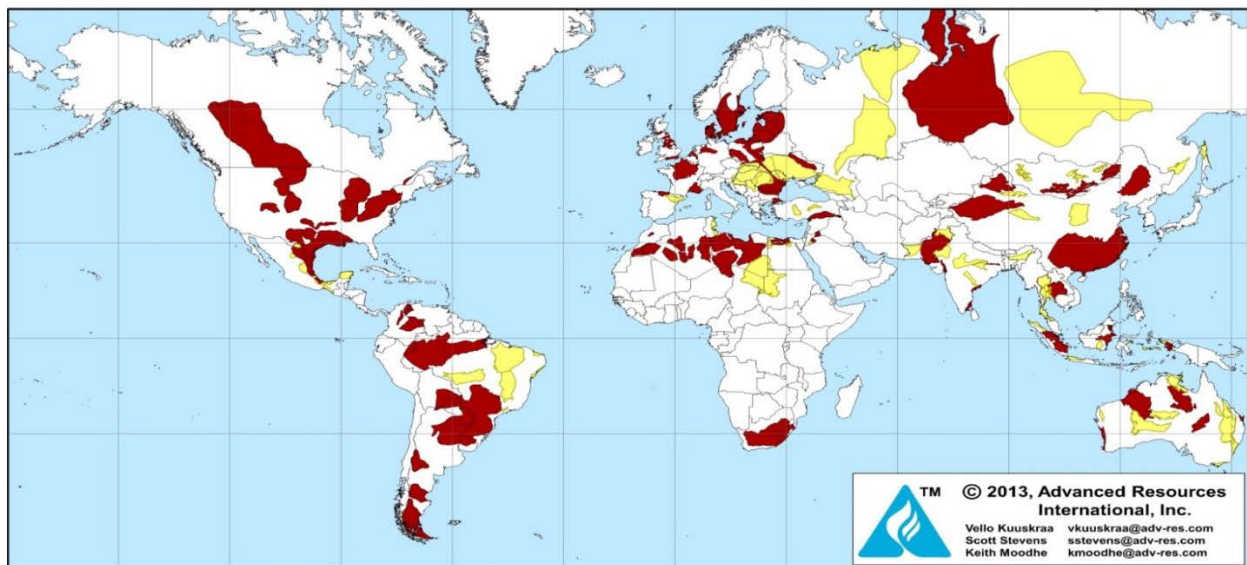 TM
© 2013, Advanced Resources
International, Inc.
Vello Kuuskraa vkuuskraa@adv-res.com
Scott Stevens sstevens@adv-res.com
Keith Moodhe kmoodhe@adv-res.com